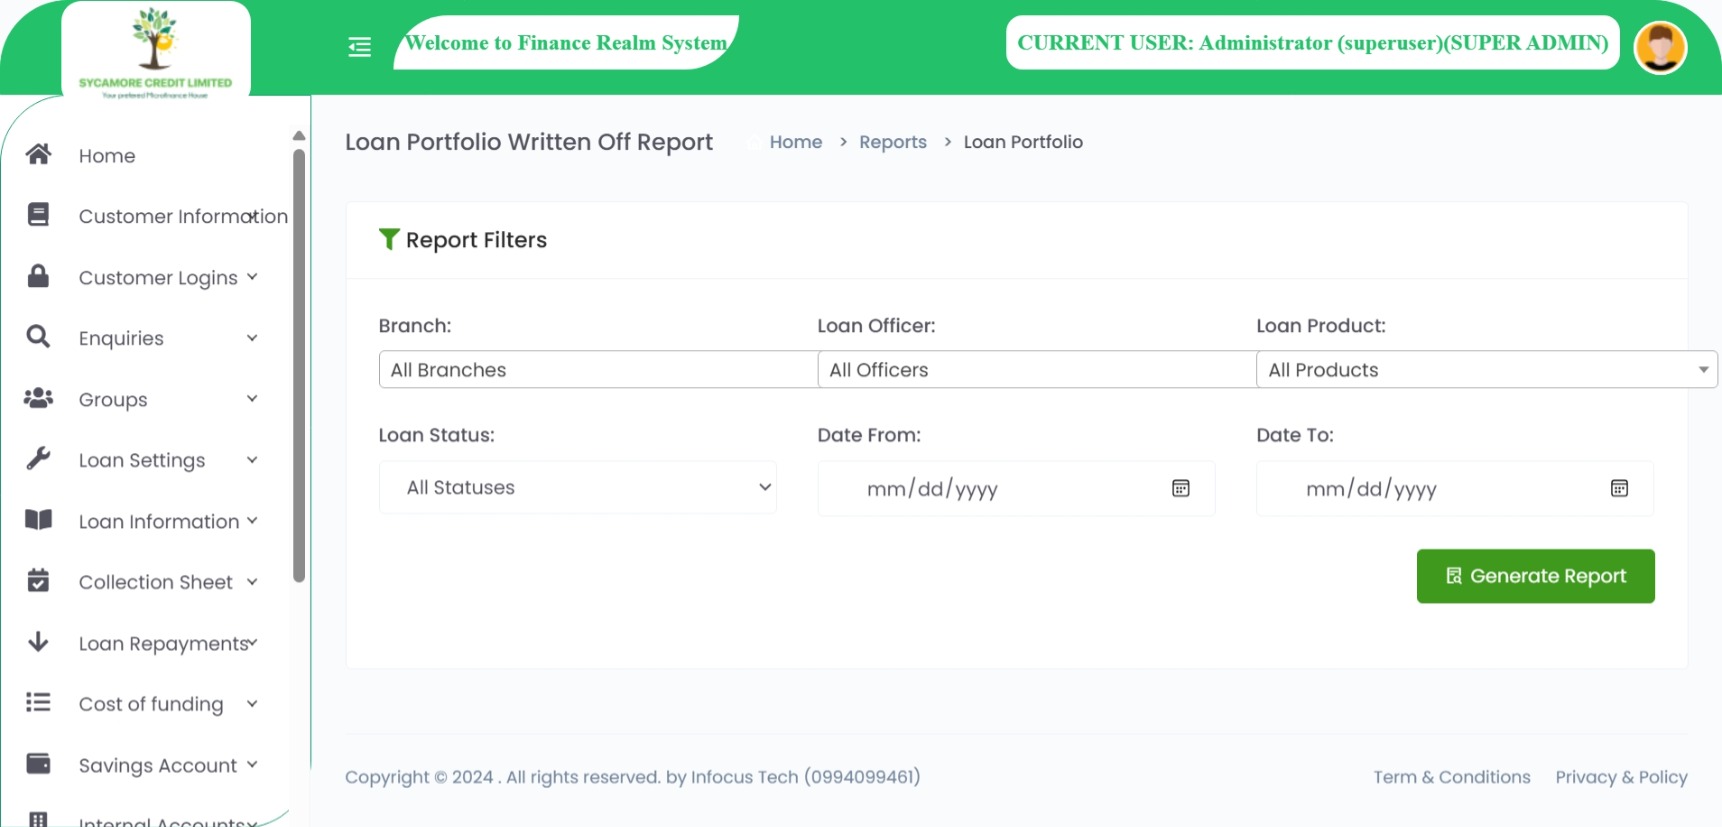 SYCAMORE CREDIT LIMITED
Your preferred Microfinance House
Welcome to Finance Realm System
CURRENT USER: Administrator (superuser)(SUPER ADMIN)
Home
Customer Information
Customer Logins
Enquiries
Groups
Loan Settings
Loan Information
Collection Sheet
Loan Repayments
Cost of funding
Savings Account
Internal Accounts
Loan Portfolio Written Off Report
Home > Reports > Loan Portfolio
Report Filters
Branch: Loan Officer: Loan Product:
All Branches All Officers All Products
Loan Status: Date From: Date To:
All Statuses mm/dd/yyyy mm/dd/yyyy
Generate Report
Copyright © 2024 . All rights reserved. by Infocus Tech (0994099461) Term & Conditions Privacy & Policy